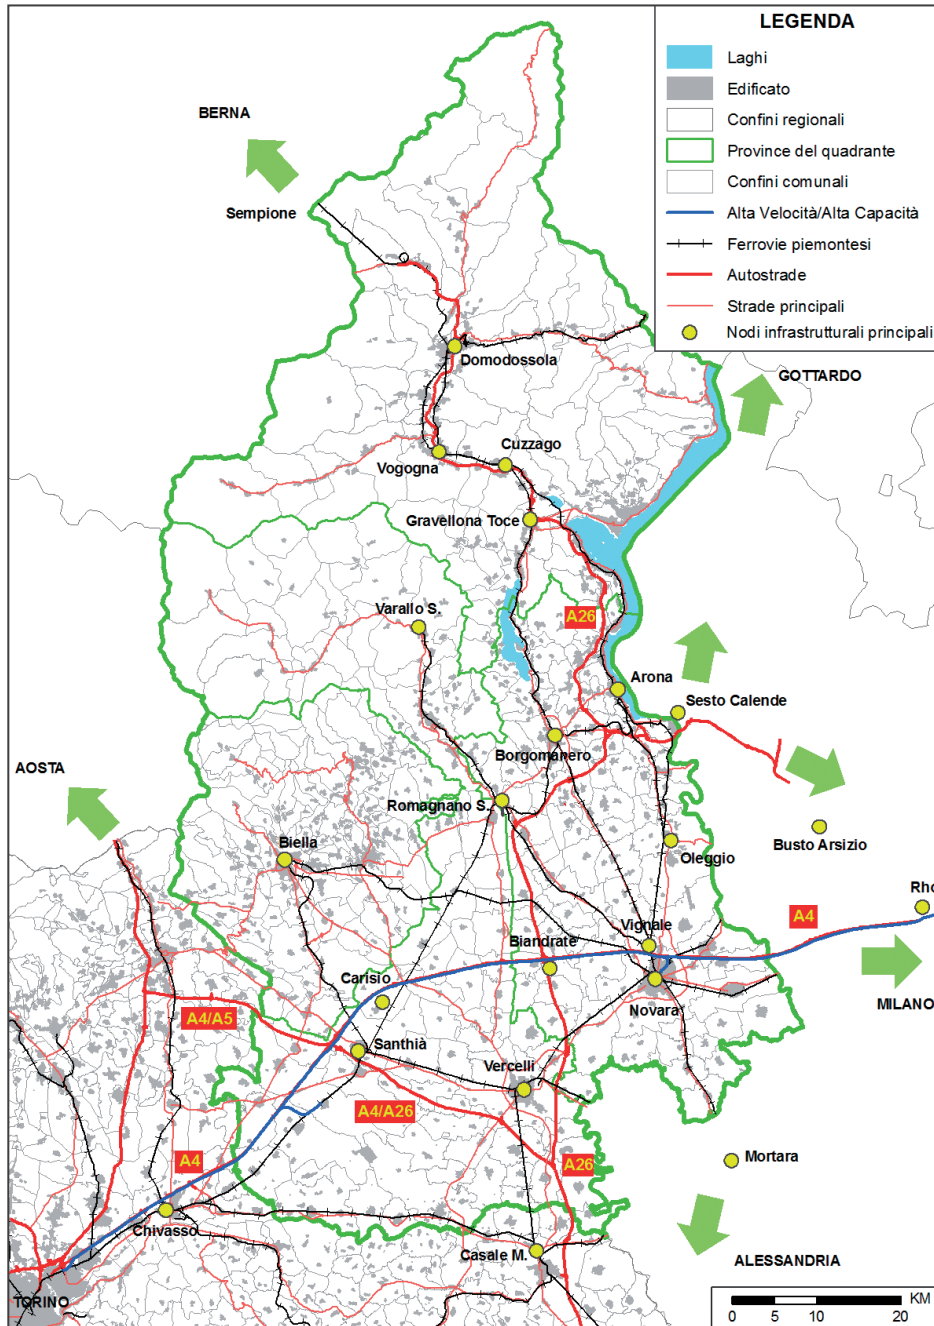 LEGENDA
Laghi
Edificato
Confini regionali
Province del quadrante
Confini comunali
Alta Velocità/Alta Capacità
Ferrovie piemontesi
Autostrade
Strade principali
Nodi infrastrutturali principali
BERNA
Sempione
Domodossola
GOTTARDO
Cuzzago
Vogogna
Gravellona Toce
Varallo S.
A26
Arona
Sesto Calende
Borgomanero
AOSTA
Romagnano S.
Biella
Oleggio
Busto Arsizio
Rho
A4
Vignale
Biandrate
Carisio
MILANO
Novara
A4/A5
Santhià
Vercelli
A4/A26
A4
A26
Mortara
Chivasso
Casale M.
ALESSANDRIA
TORINO
KM
0 5 10 20